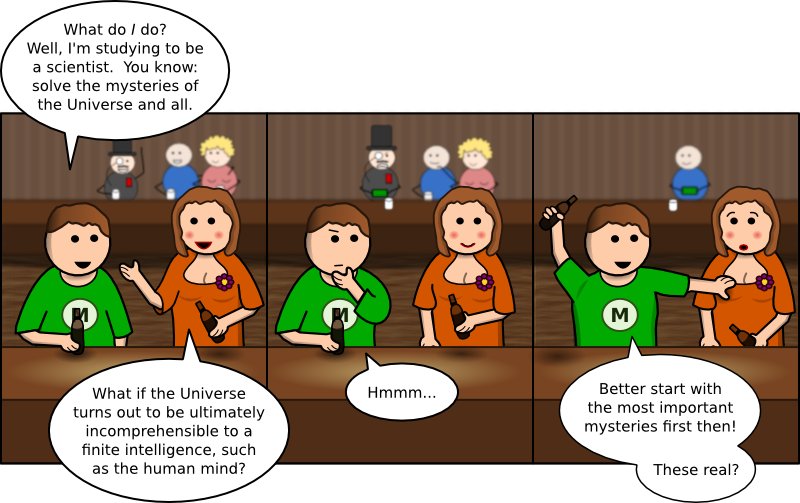 What do I do?
Well, I'm studying to be
a scientist.  You know:
solve the mysteries of
the Universe and all.
M
What if the Universe
turns out to be ultimately
incomprehensible to a
finite intelligence, such
as the human mind?
M
Hmmm...
M
Better start with
the most important
mysteries first then!
These real?